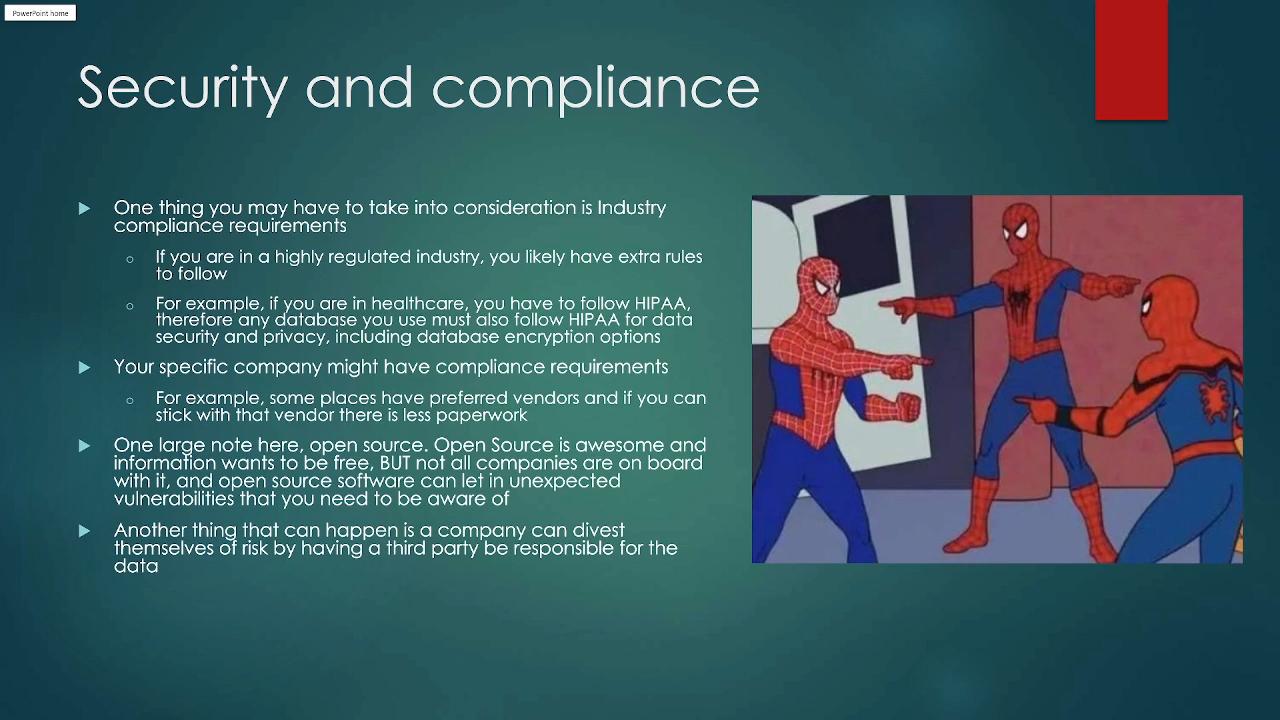 PowerPoint home
Security and compliance
One thing you may have to take into consideration is Industry
compliance requirements
If you are in a highly regulated industry, you likely have extra rules
to follow
For example, if you are in healthcare, you have to follow HIPAA,
therefore any database you use must also follow HIPAA for data
security and privacy, including database encryption options
Your specific company might have compliance requirements
For example, some places have preferred vendors and if you can
stick with that vendor there is less paperwork
One large note here, open source. Open Source is awesome and
information wants to be free, BUT not all companies are on board
with it, and open source software can let in unexpected
vulnerabilities that you need to be aware of
Another thing that can happen is a company can divest
themselves of risk by having a third party be responsible for the
data